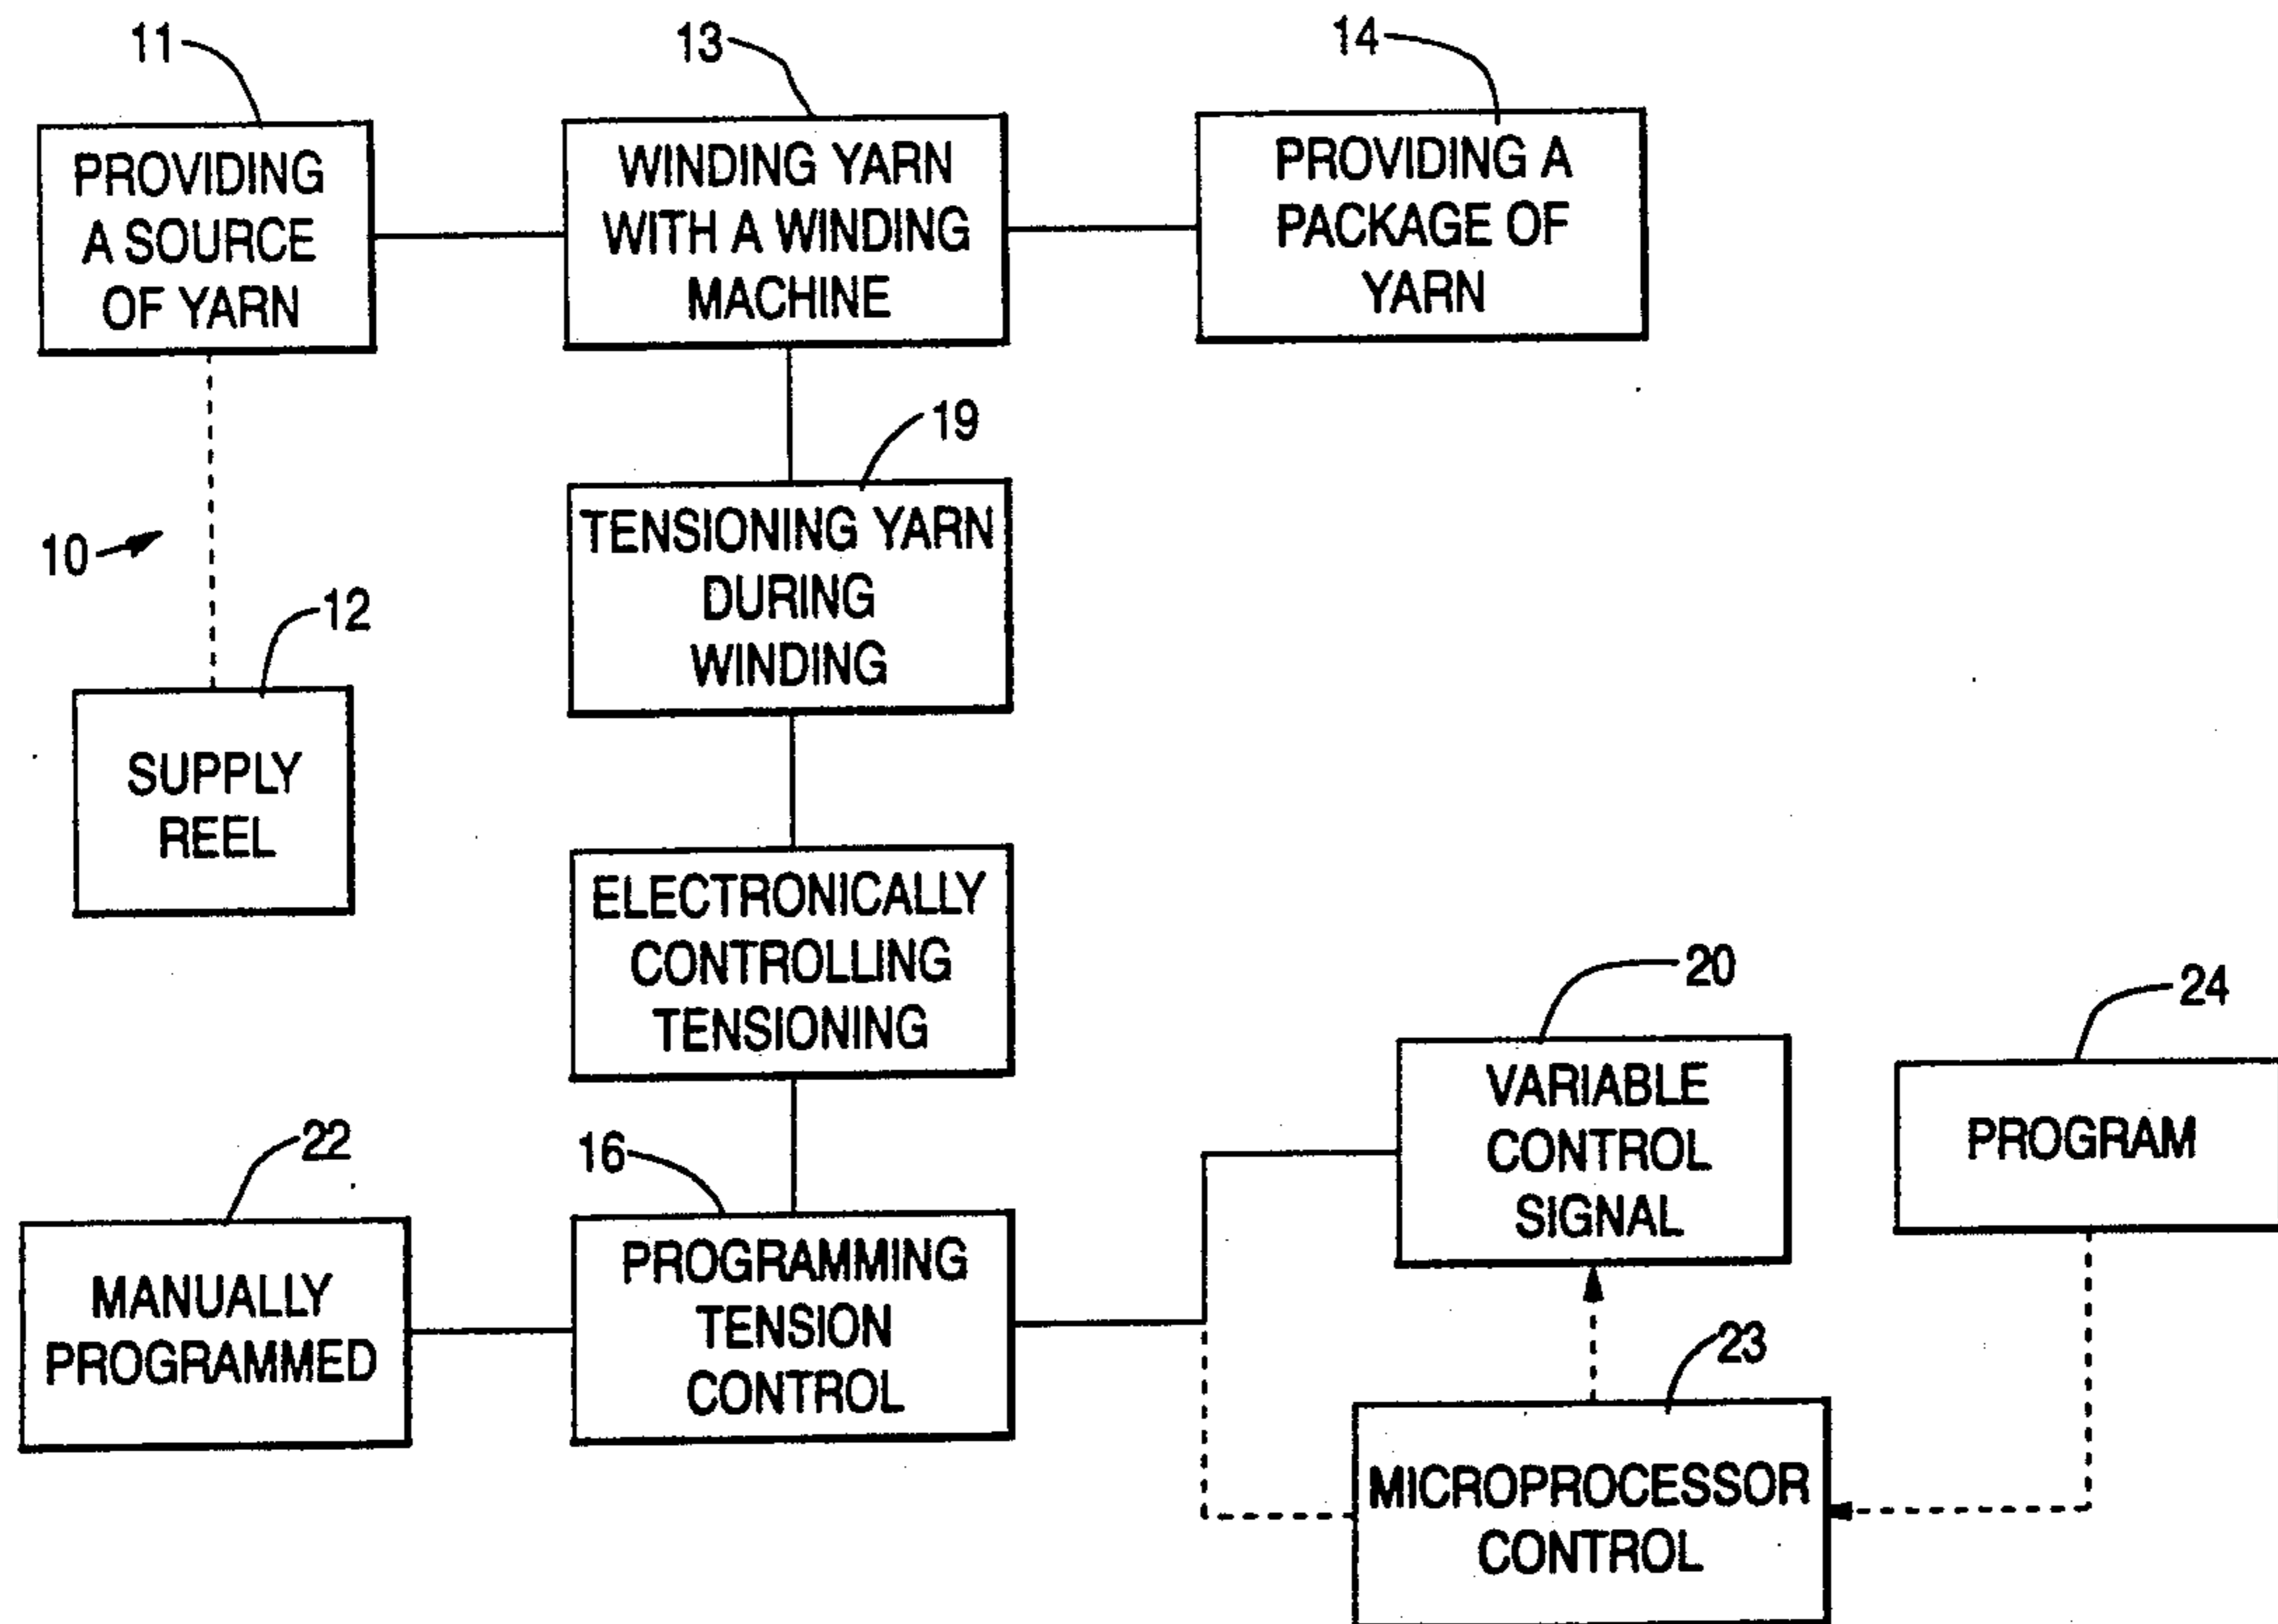 11
13
14
PROVIDING
A SOURCE
OF YARN
WINDING YARN
WITH A WINDING
MACHINE
PROVIDING A
PACKAGE OF
YARN
19
10
TENSIONING YARN
DURING
WINDING
12
SUPPLY
REEL
ELECTRONICALLY
CONTROLLING
TENSIONING
20
24
VARIABLE
CONTROL
SIGNAL
PROGRAM
22
16
MANUALLY
PROGRAMMED
PROGRAMMING
TENSION
CONTROL
23
MICROPROCESSOR
CONTROL